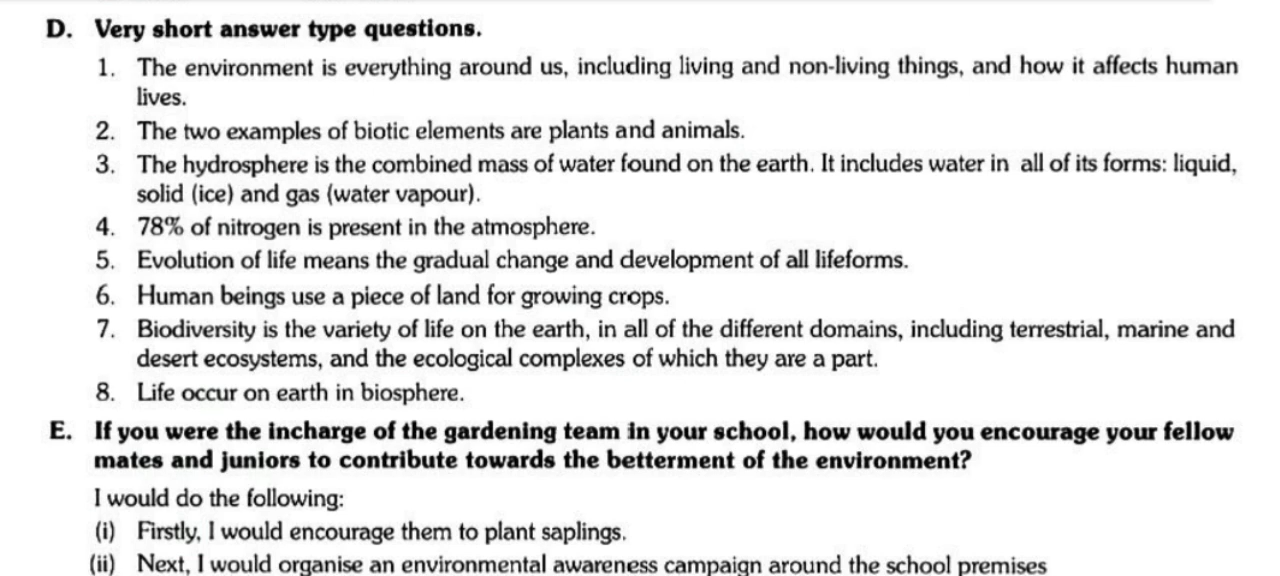 D. Very short answer type questions.
1. The environment is everything around us, including living and non-living things, and how it affects human
lives.
2. The two examples of biotic elements are plants and animals.
3. The hydrosphere is the combined mass of water found on the earth. It includes water in all of its forms: liquid,
solid (ice) and gas (water vapour).
4. 78% of nitrogen is present in the atmosphere.
5. Evolution of life means the gradual change and development of all lifeforms.
6. Human beings use a piece of land for growing crops.
7. Biodiversity is the variety of life on the earth, in all of the different domains, including terrestrial, marine and
desert ecosystems, and the ecological complexes of which they are a part.
8. Life occur on earth in biosphere.
E. If you were the incharge of the gardening team in your school, how would you encourage your fellow
mates and juniors to contribute towards the betterment of the environment?
I would do the following:
(i) Firstly, I would encourage them to plant saplings.
(ii) Next, I would organise an environmental awareness campaign around the school premises